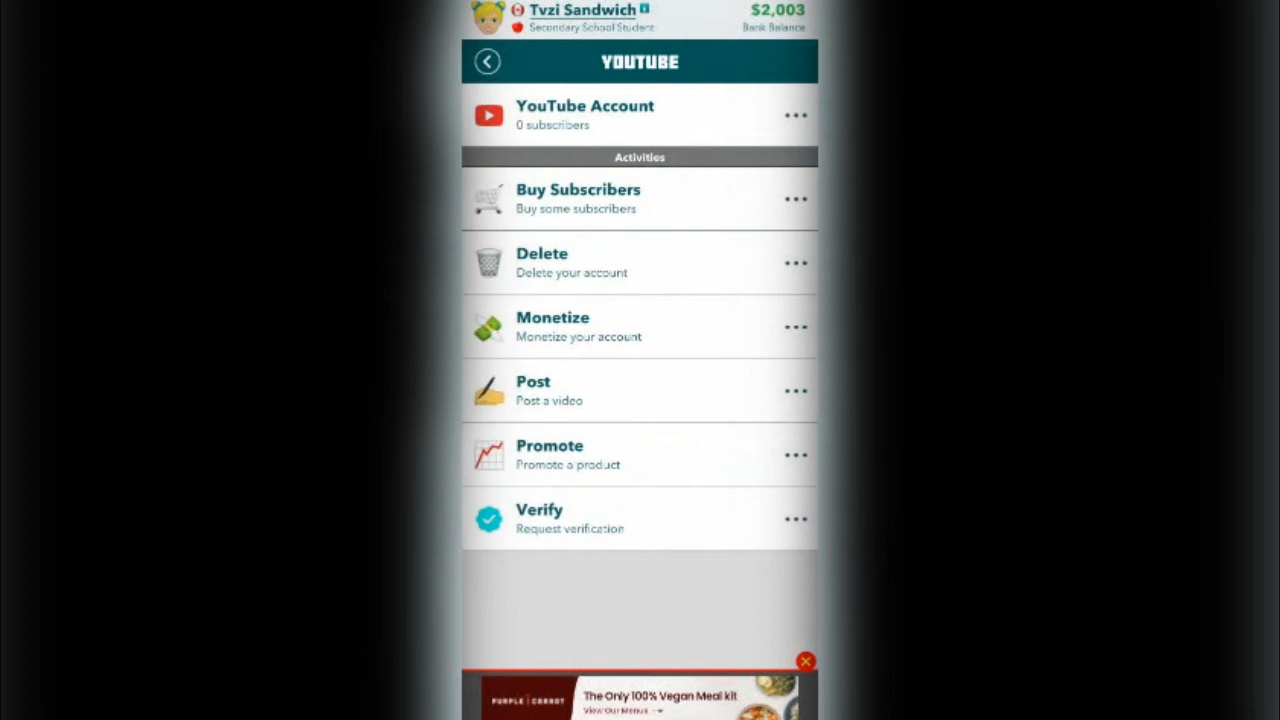 Tvzi Sandwich
$2,003
Secondary School Student
Bank Balance
YOUTUBE
YouTube Account
0 subscribers
Activities
Buy Subscribers
Buy some subscribers
Delete
Delete your account
Monetize
Monetize your account
Post
Post a video
Promote
Promote a product
Verify
Request verification
PURPLE CARROT
The Only 100% Vegan Meal kit
View Our Menus